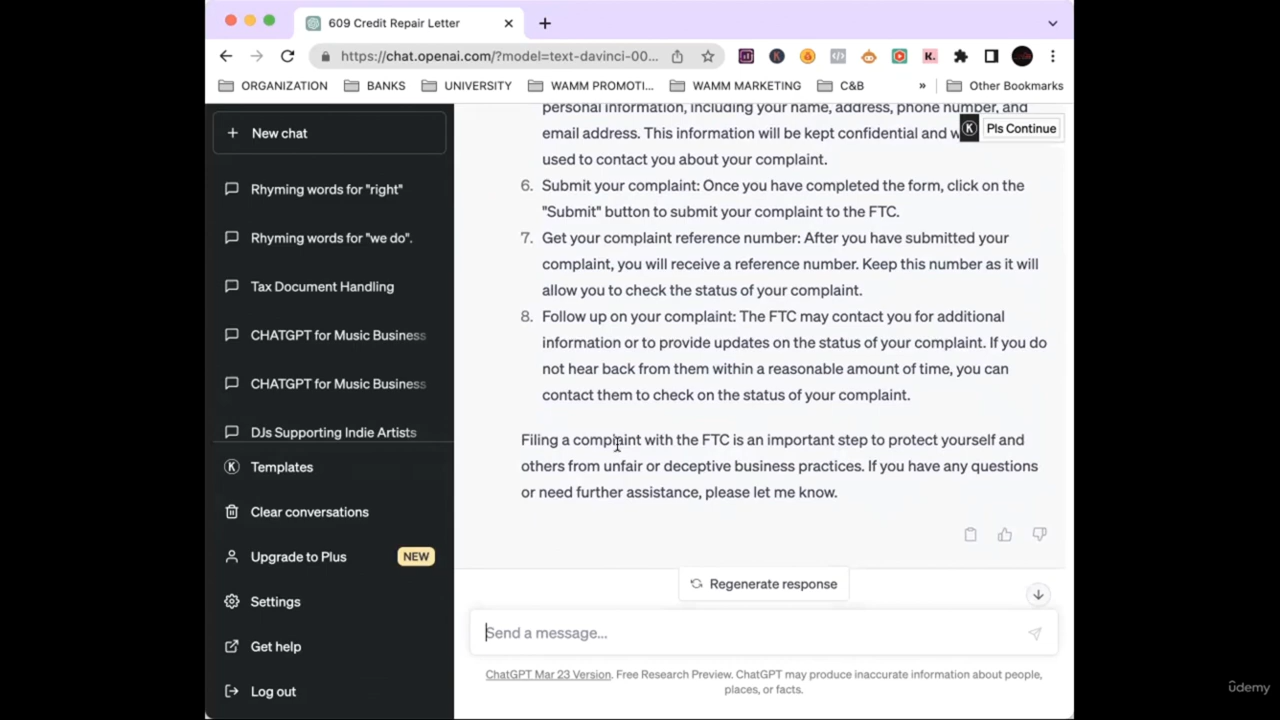 609 Credit Repair Letter
https://chat.openai.com/?model=text-davinci-00...
ORGANIZATION
BANKS
UNIVERSITY
WAMM PROMOTI...
WAMM MARKETING
C&B
»
Other Bookmarks
New chat
Rhyming words for "right"
Rhyming words for "we do".
Tax Document Handling
CHATGPT for Music Business
CHATGPT for Music Business
DJs Supporting Indie Artists
Templates
Clear conversations
Upgrade to Plus NEW
Settings
Get help
Log out
personal information, including your name, address, phone number, and
email address. This information will be kept confidential and w
Pls Continue
used to contact you about your complaint.
6. Submit your complaint: Once you have completed the form, click on the
"Submit" button to submit your complaint to the FTC.
7. Get your complaint reference number: After you have submitted your
complaint, you will receive a reference number. Keep this number as it will
allow you to check the status of your complaint.
8. Follow up on your complaint: The FTC may contact you for additional
information or to provide updates on the status of your complaint. If you do
not hear back from them within a reasonable amount of time, you can
contact them to check on the status of your complaint.
Filing a complaint with the FTC is an important step to protect yourself and
others from unfair or deceptive business practices. If you have any questions
or need further assistance, please let me know.
Regenerate response
Send a message...
ChatGPT Mar 23 Version. Free Research Preview. ChatGPT may produce inaccurate information about people,
places, or facts.
ûdemy